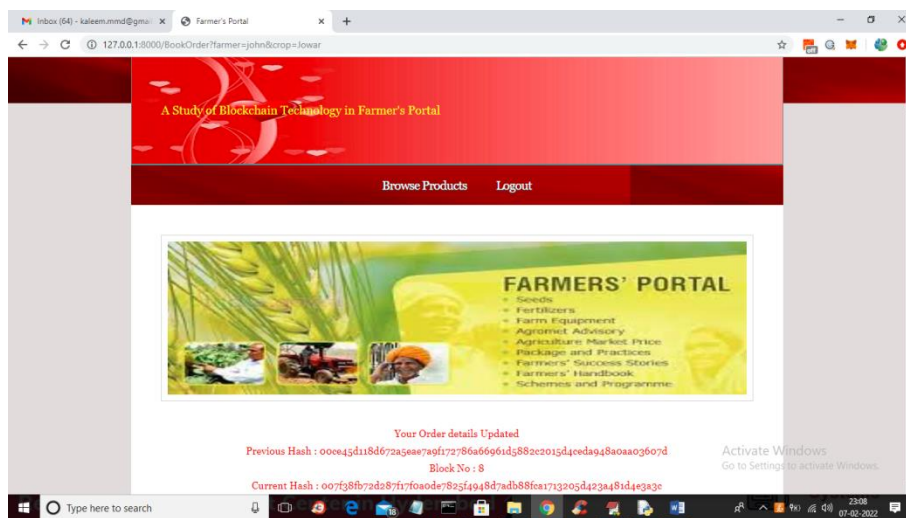 Inbox (64) - kaleem.mmd@gmai
Farmer's Portal
127.0.0.1:8000/BookOrder?farmer=john&crop=Jowar
A Study of Blockchain Technology in Farmer's Portal
Browse Products Logout
FARMERS' PORTAL
Seeds
Fertilizers
Farm Equipment
Agromet Advisory
Agriculture Market Price
Package and Practices
Farmers' Success Stories
Farmers' Handbook
Schemes and Programme
Your Order details Updated
Previous Hash : 00ce45d118d672a5eae7a9f172786a66961d5882c2015d4ceda948a0aa03607d
Block No : 8
Current Hash : 007f38fb72d287f17f0a0de7825f4948d7adb88fca1713205d423a481d4e3a3c
Activate Windows
Go to Settings to activate Windows.
Type here to search
23:08
07-02-2022